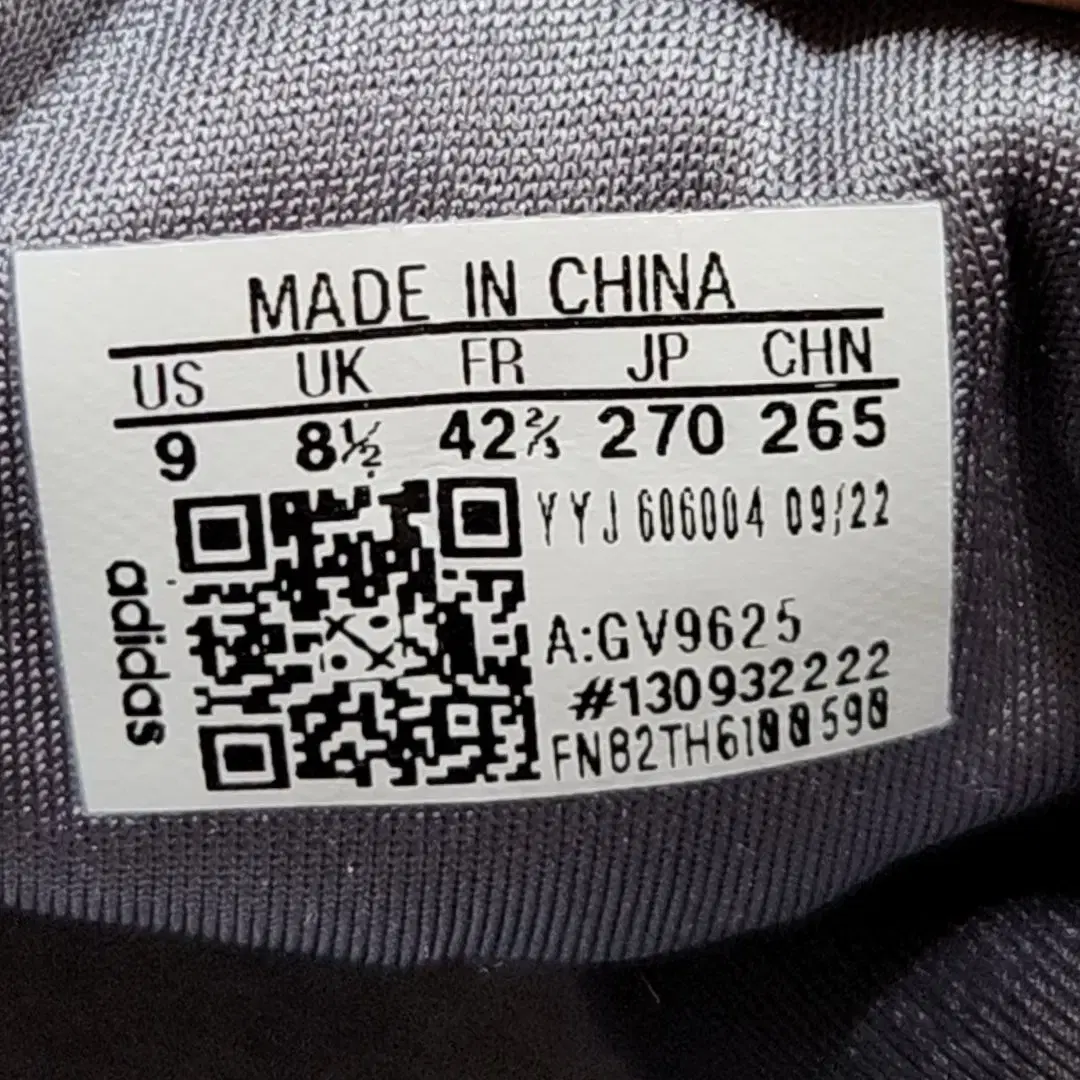 MADE IN CHINA
US UK FR JP CHN
9 8½ 42⅔ 270 265
YYJ 606004 09/22
adidas
A:GV9625
#130932222
FN82TH6100590